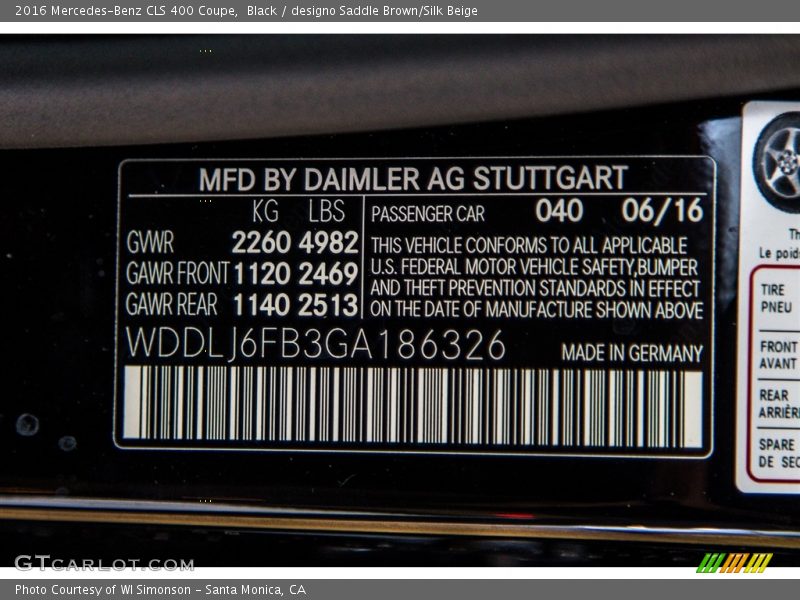 2016 Mercedes-Benz CLS 400 Coupe, Black / designo Saddle Brown/Silk Beige
MFD BY DAIMLER AG STUTTGART
KG LBS PASSENGER CAR 040 06/16
GVWR 2260 4982
GAWR FRONT 1120 2469
GAWR REAR 1140 2513
THIS VEHICLE CONFORMS TO ALL APPLICABLE
U.S. FEDERAL MOTOR VEHICLE SAFETY,BUMPER
AND THEFT PREVENTION STANDARDS IN EFFECT
ON THE DATE OF MANUFACTURE SHOWN ABOVE
WDDLJ6FB3GA186326 MADE IN GERMANY
Th
Le poids
TIRE
PNEU
FRONT
AVANT
REAR
ARRIÈRE
SPARE
DE SEC
GTCARLOT.COM
Photo Courtesy of WI Simonson - Santa Monica, CA